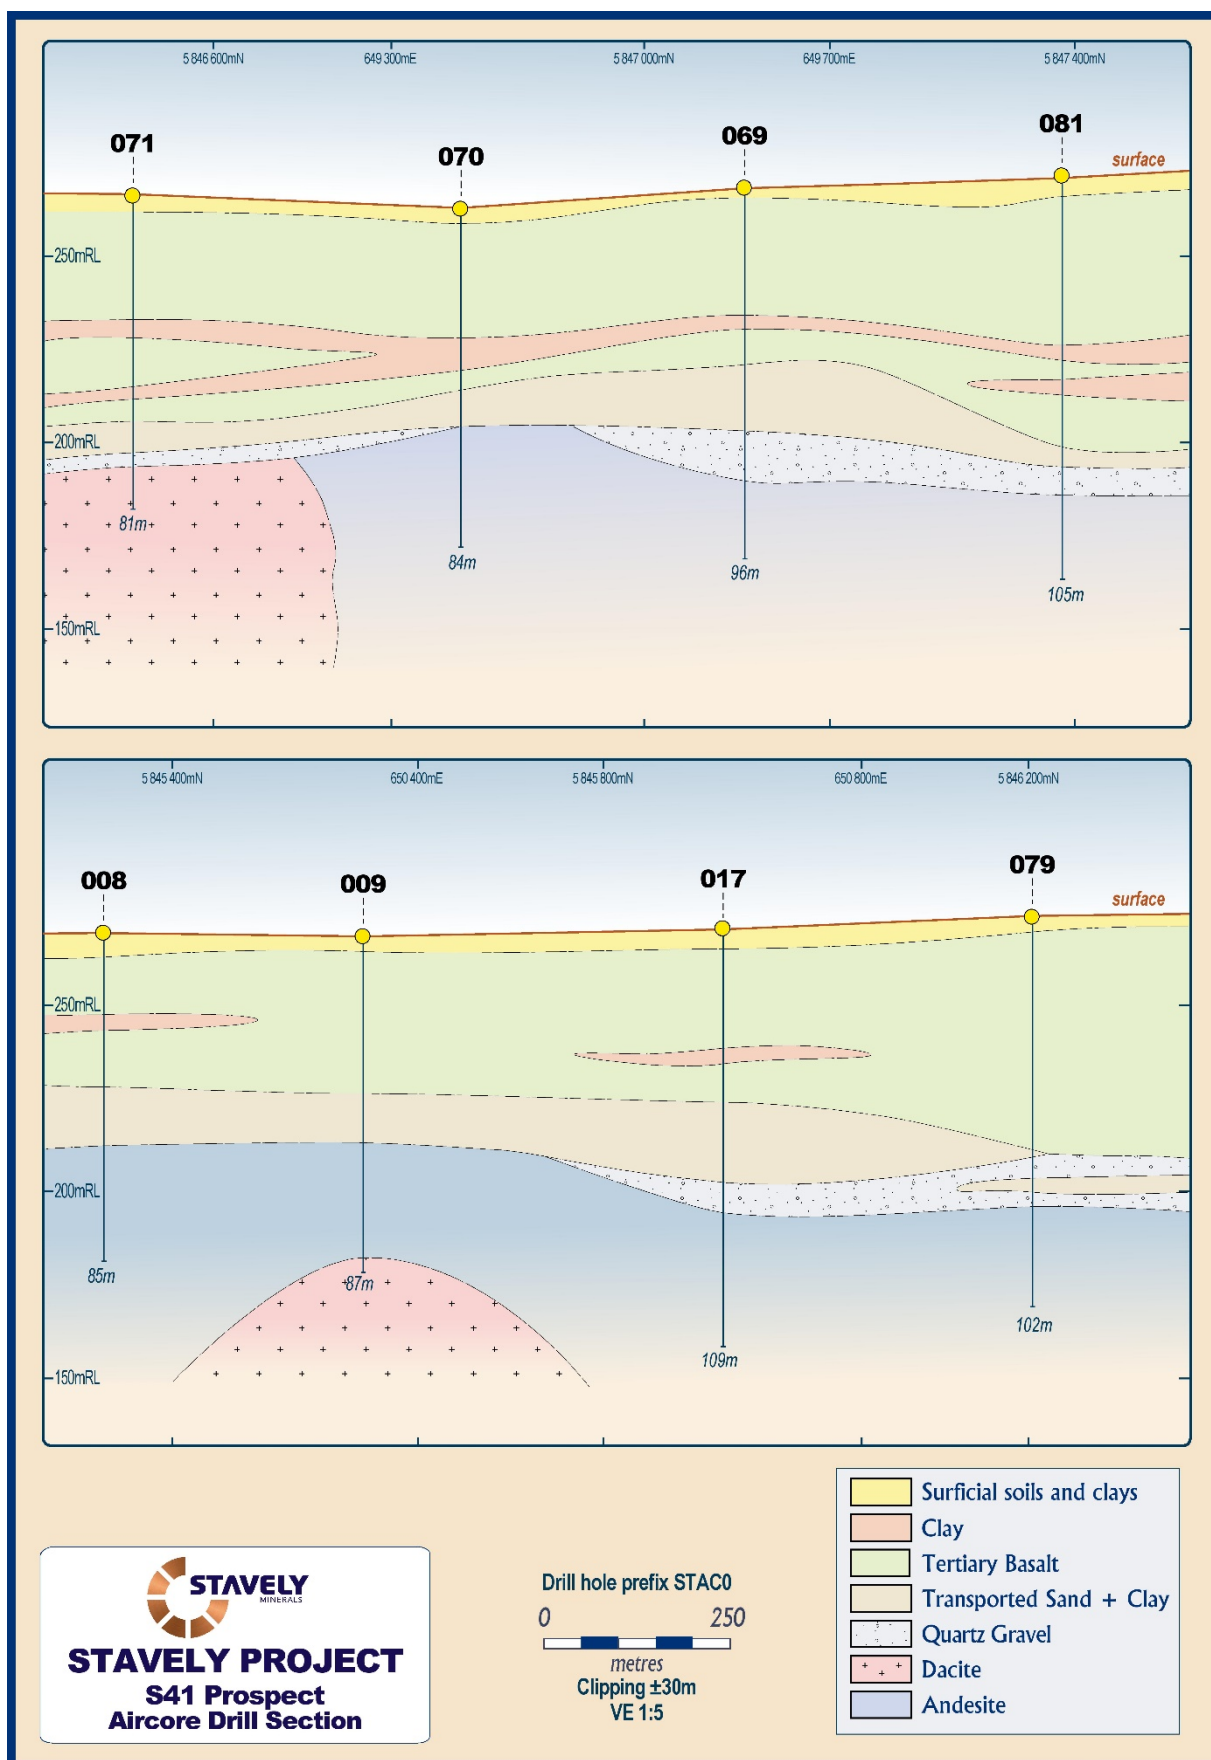 5 846 600mN 649 300mE 5 847 000mN 649 700mE 5 847 400mN
071 070 069 081
surface
250mRL
200mRL
81m
84m
96m
105m
150mRL
5 845 400mN 650 400mE 5 845 800mN 650 800mE 5 846 200mN
008 009 017 079
surface
250mRL
200mRL
85m
87m
102m
109m
150mRL
Surficial soils and clays
Clay
Tertiary Basalt
Transported Sand + Clay
Quartz Gravel
Dacite
Andesite
STAVELY
MINERALS
STAVELY PROJECT
S41 Prospect
Aircore Drill Section
Drill hole prefix STAC0
0 250
metres
Clipping ±30m
VE 1:5